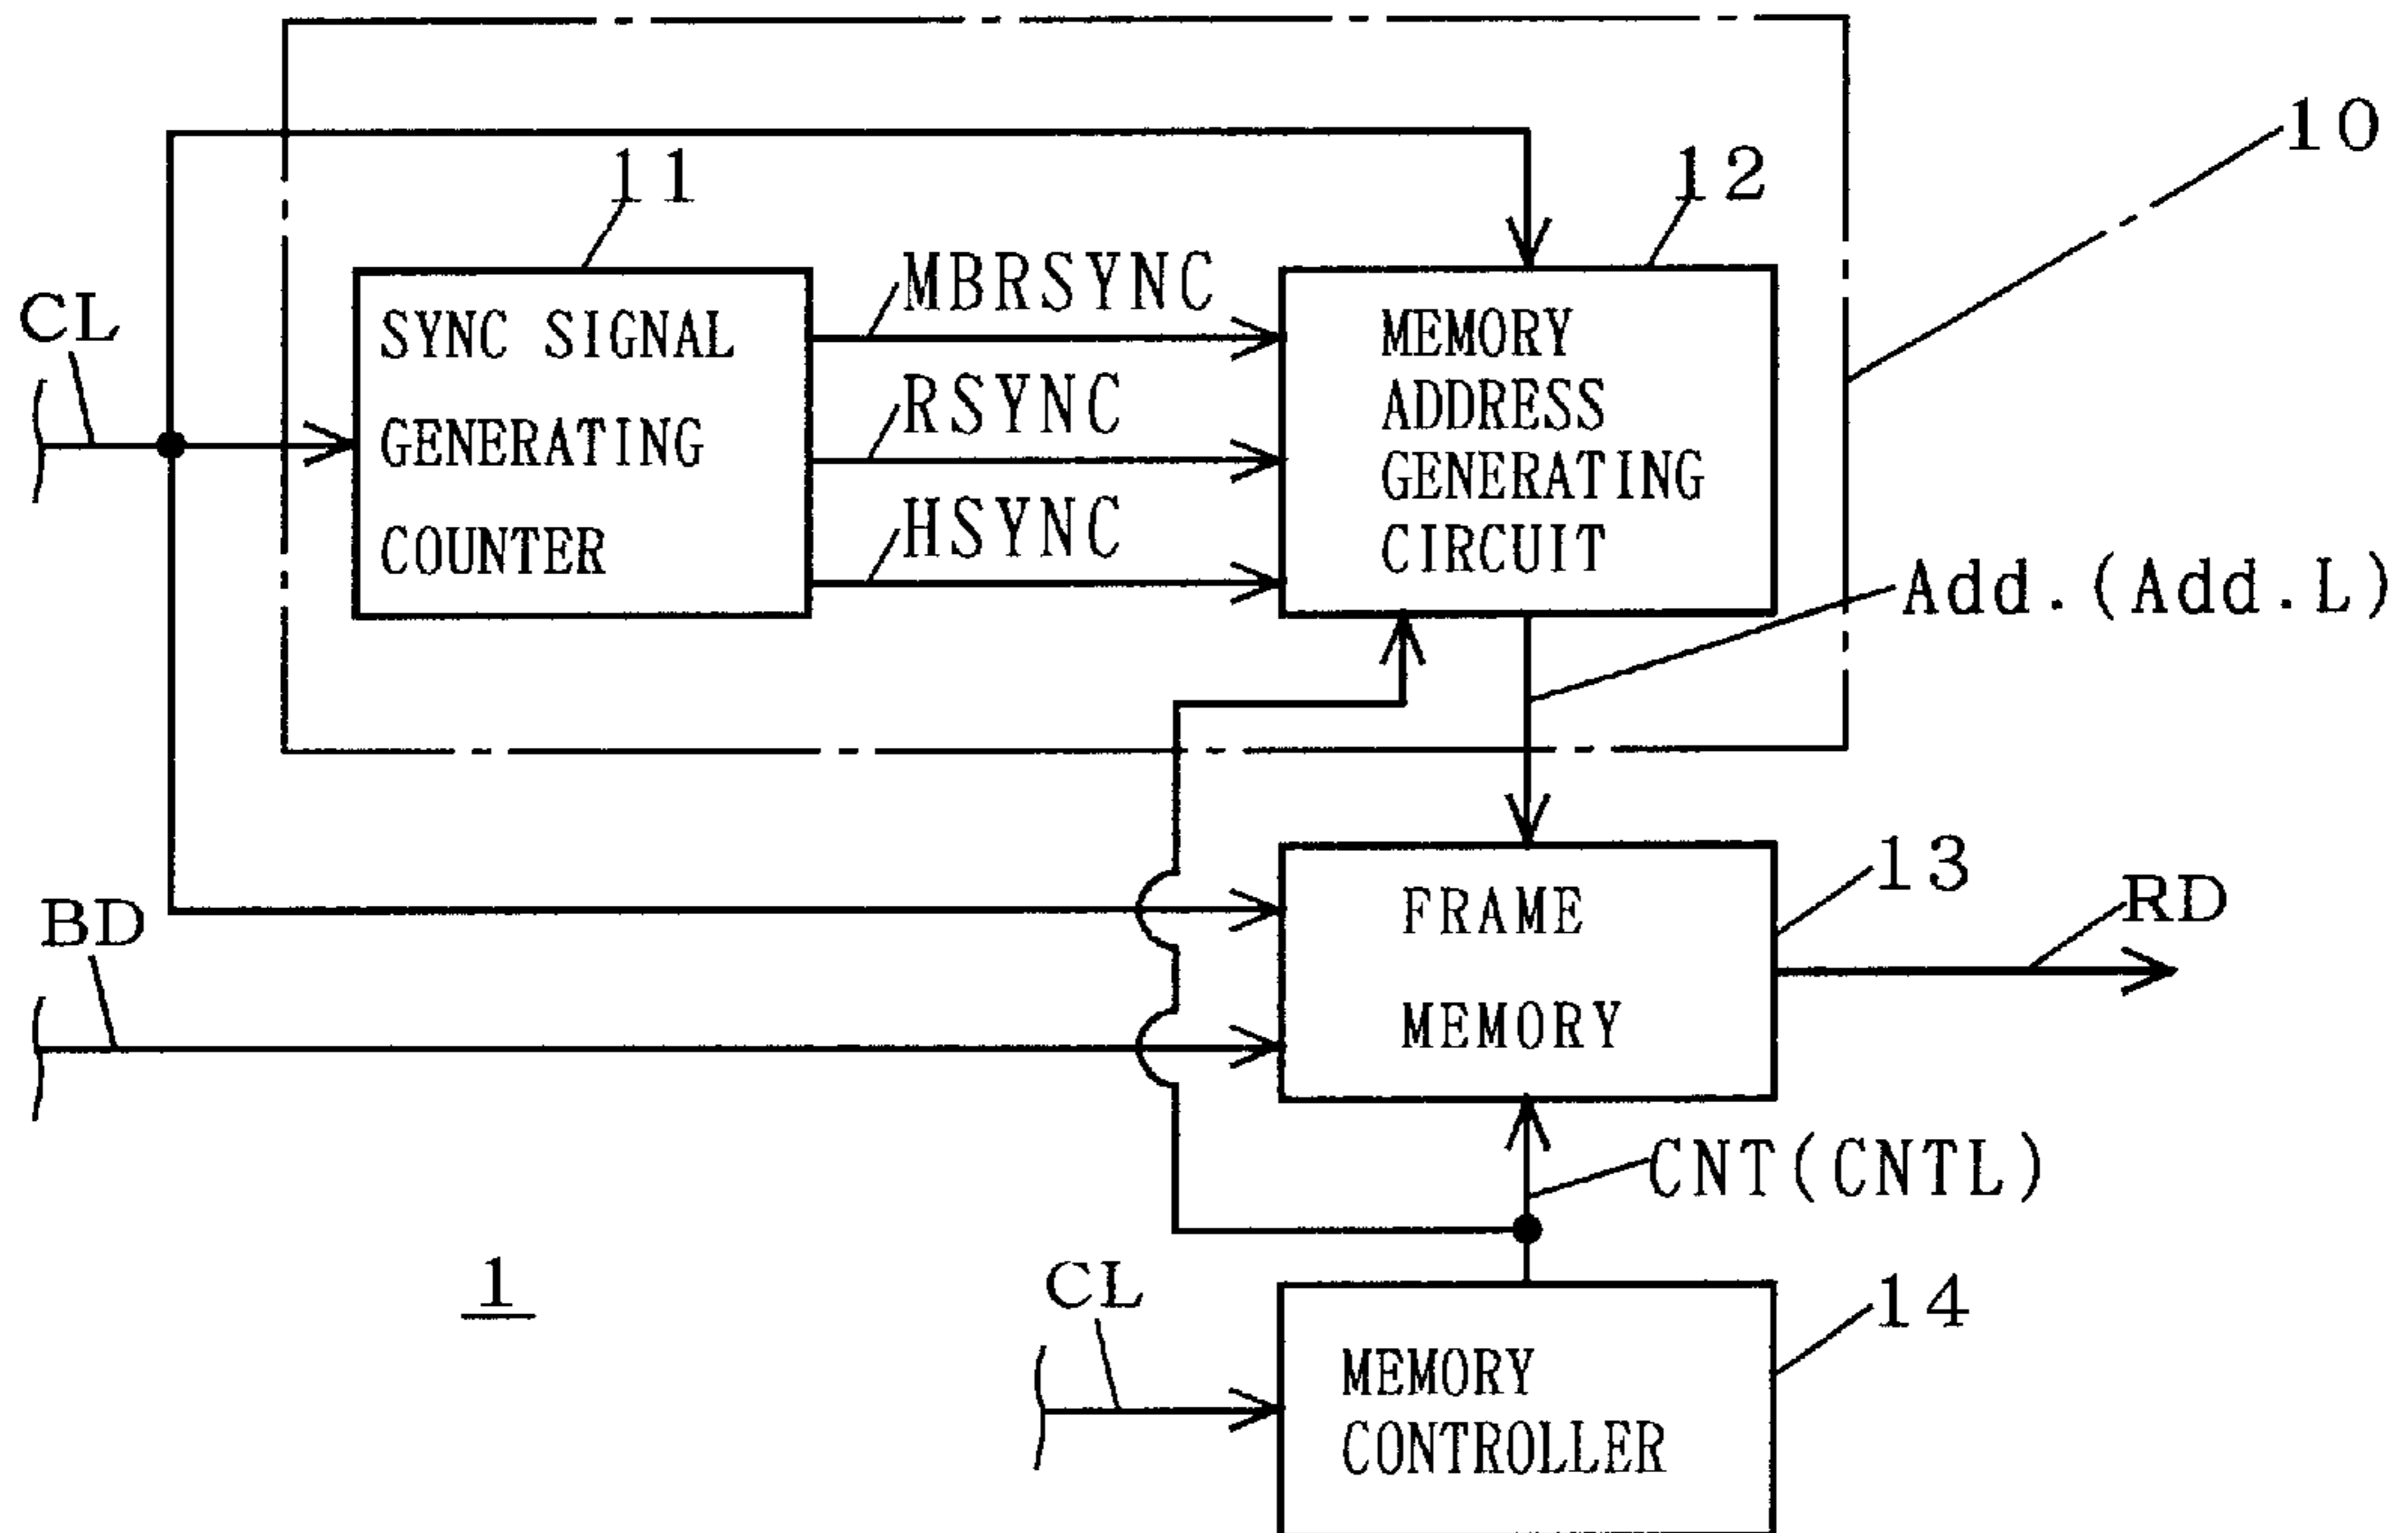 10
11
12
CL
SYNC SIGNAL
GENERATING
COUNTER
MBRSYNC
RSYNC
HSYNC
MEMORY
ADDRESS
GENERATING
CIRCUIT
Add.(Add.L)
BD
FRAME
MEMORY
13
RD
CNT(CNTL)
1
CL
MEMORY
CONTROLLER
14